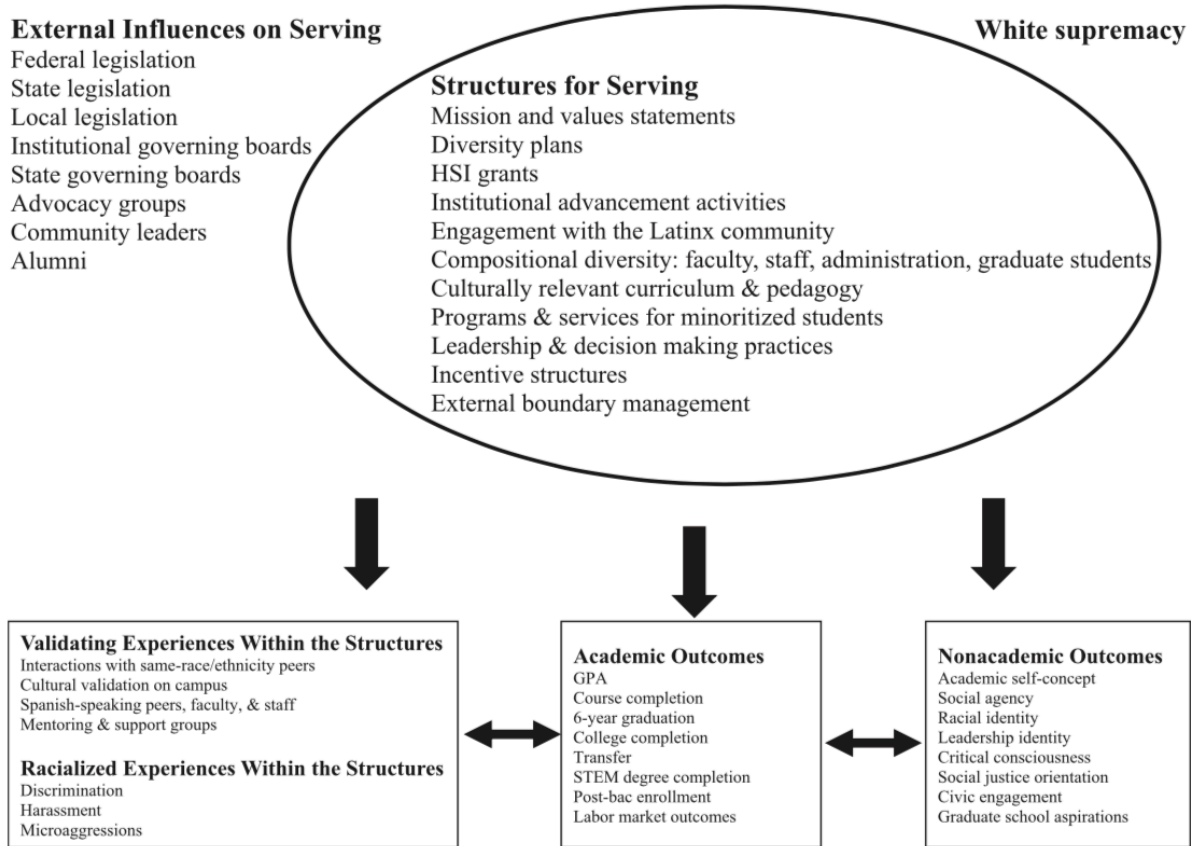 External Influences on Serving
Federal legislation
State legislation
Local legislation
Institutional governing boards
State governing boards
Advocacy groups
Community leaders
Alumni
White supremacy
Structures for Serving
Mission and values statements
Diversity plans
HSI grants
Institutional advancement activities
Engagement with the Latinx community
Compositional diversity: faculty, staff, administration, graduate students
Culturally relevant curriculum & pedagogy
Programs & services for minoritized students
Leadership & decision making practices
Incentive structures
External boundary management
Validating Experiences Within the Structures
Interactions with same-race/ethnicity peers
Cultural validation on campus
Spanish-speaking peers, faculty, & staff
Mentoring & support groups
Racialized Experiences Within the Structures
Discrimination
Harassment
Microaggressions
Academic Outcomes
GPA
Course completion
6-year graduation
College completion
Transfer
STEM degree completion
Post-bac enrollment
Labor market outcomes
Nonacademic Outcomes
Academic self-concept
Social agency
Racial identity
Leadership identity
Critical consciousness
Social justice orientation
Civic engagement
Graduate school aspirations